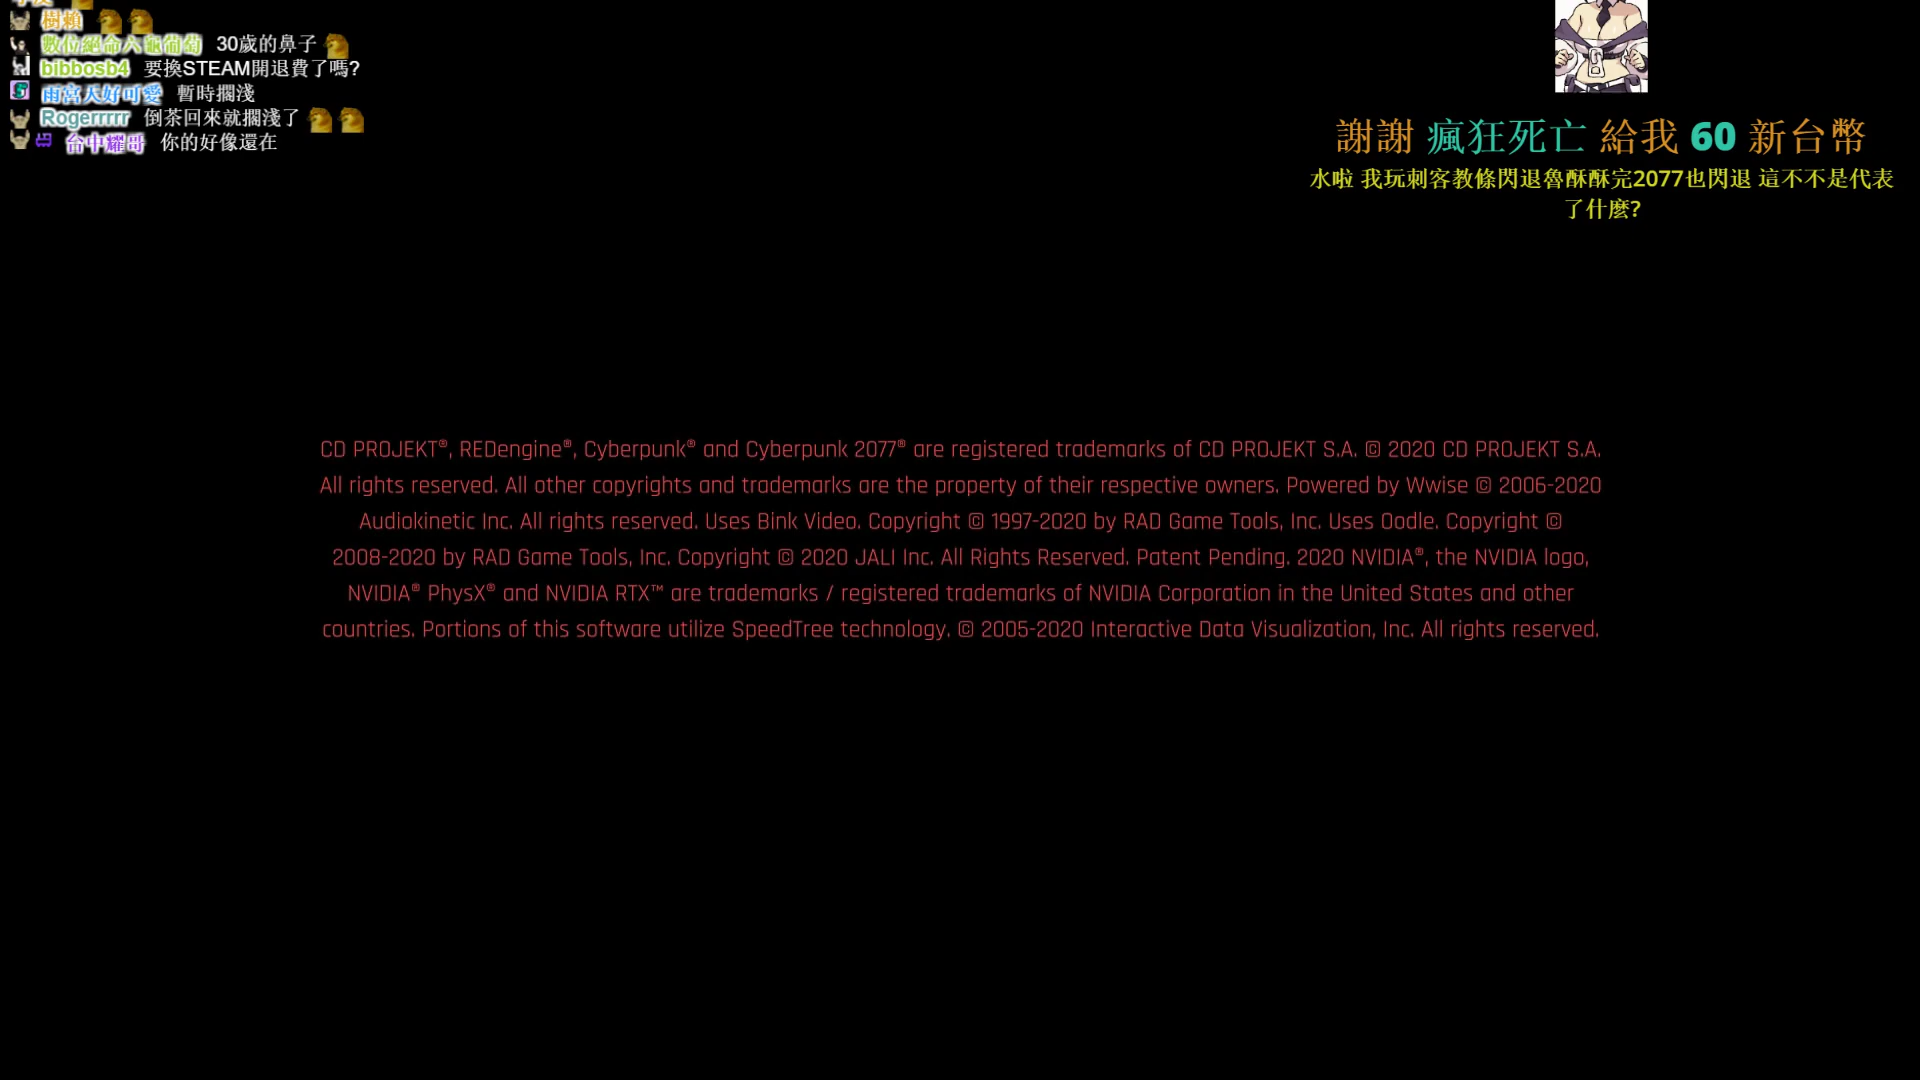 樹賴
數位絕命六龜葡萄 30歲的鼻子
bibbosb4 要換STEAM開退費了嗎?
雨宮天好可愛 暫時擱淺
Rogerrrrr 倒茶回來就擱淺了
台中耀哥 你的好像還在
謝謝 瘋狂死亡 給我 60 新台幣
水啦 我玩刺客教條閃退魯酥酥完2077也閃退 這不不是代表
了什麼?
CD PROJEKT®, REDengine®, Cyberpunk® and Cyberpunk 2077® are registered trademarks of CD PROJEKT S.A. © 2020 CD PROJEKT S.A.
All rights reserved. All other copyrights and trademarks are the property of their respective owners. Powered by Wwise © 2006-2020
Audiokinetic Inc. All rights reserved. Uses Bink Video. Copyright © 1997-2020 by RAD Game Tools, Inc. Uses Oodle. Copyright ©
2008-2020 by RAD Game Tools, Inc. Copyright © 2020 JALI Inc. All Rights Reserved. Patent Pending. 2020 NVIDIA®, the NVIDIA logo,
NVIDIA® PhysX® and NVIDIA RTX™ are trademarks / registered trademarks of NVIDIA Corporation in the United States and other
countries. Portions of this software utilize SpeedTree technology. © 2005-2020 Interactive Data Visualization, Inc. All rights reserved.